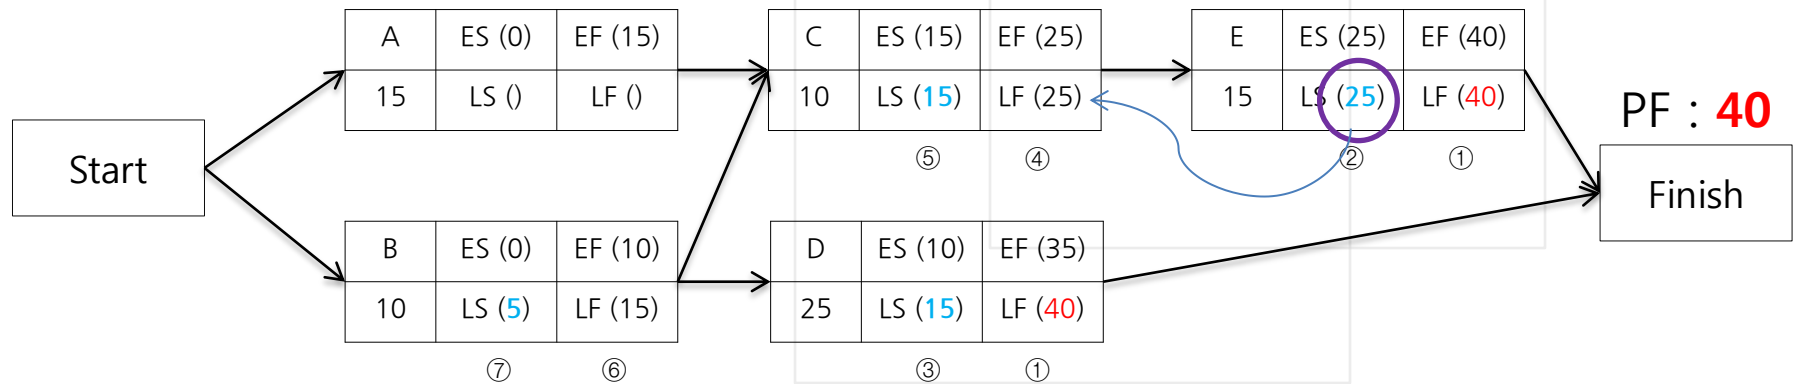 A ES (0) EF (15)
15 LS () LF ()
C ES (15) EF (25)
10 LS (15) LF (25)
⑤ ④
E ES (25) EF (40)
15 LS (25) LF (40)
② ①
PF : 40
Start
Finish
B ES (0) EF (10)
10 LS (5) LF (15)
⑦ ⑥
D ES (10) EF (35)
25 LS (15) LF (40)
③ ①